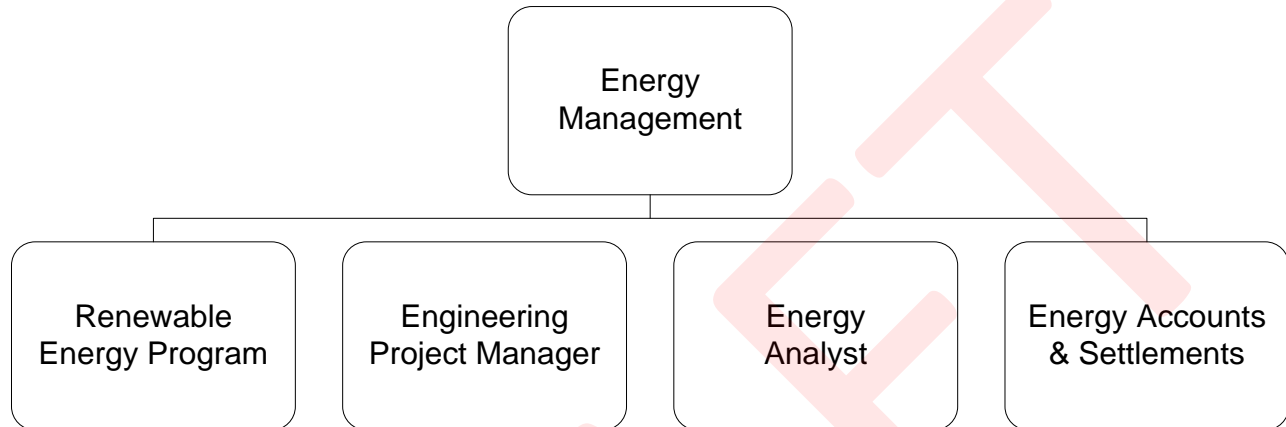 Energy
Management
Renewable
Energy Program
Engineering
Project Manager
Energy
Analyst
Energy Accounts
& Settlements